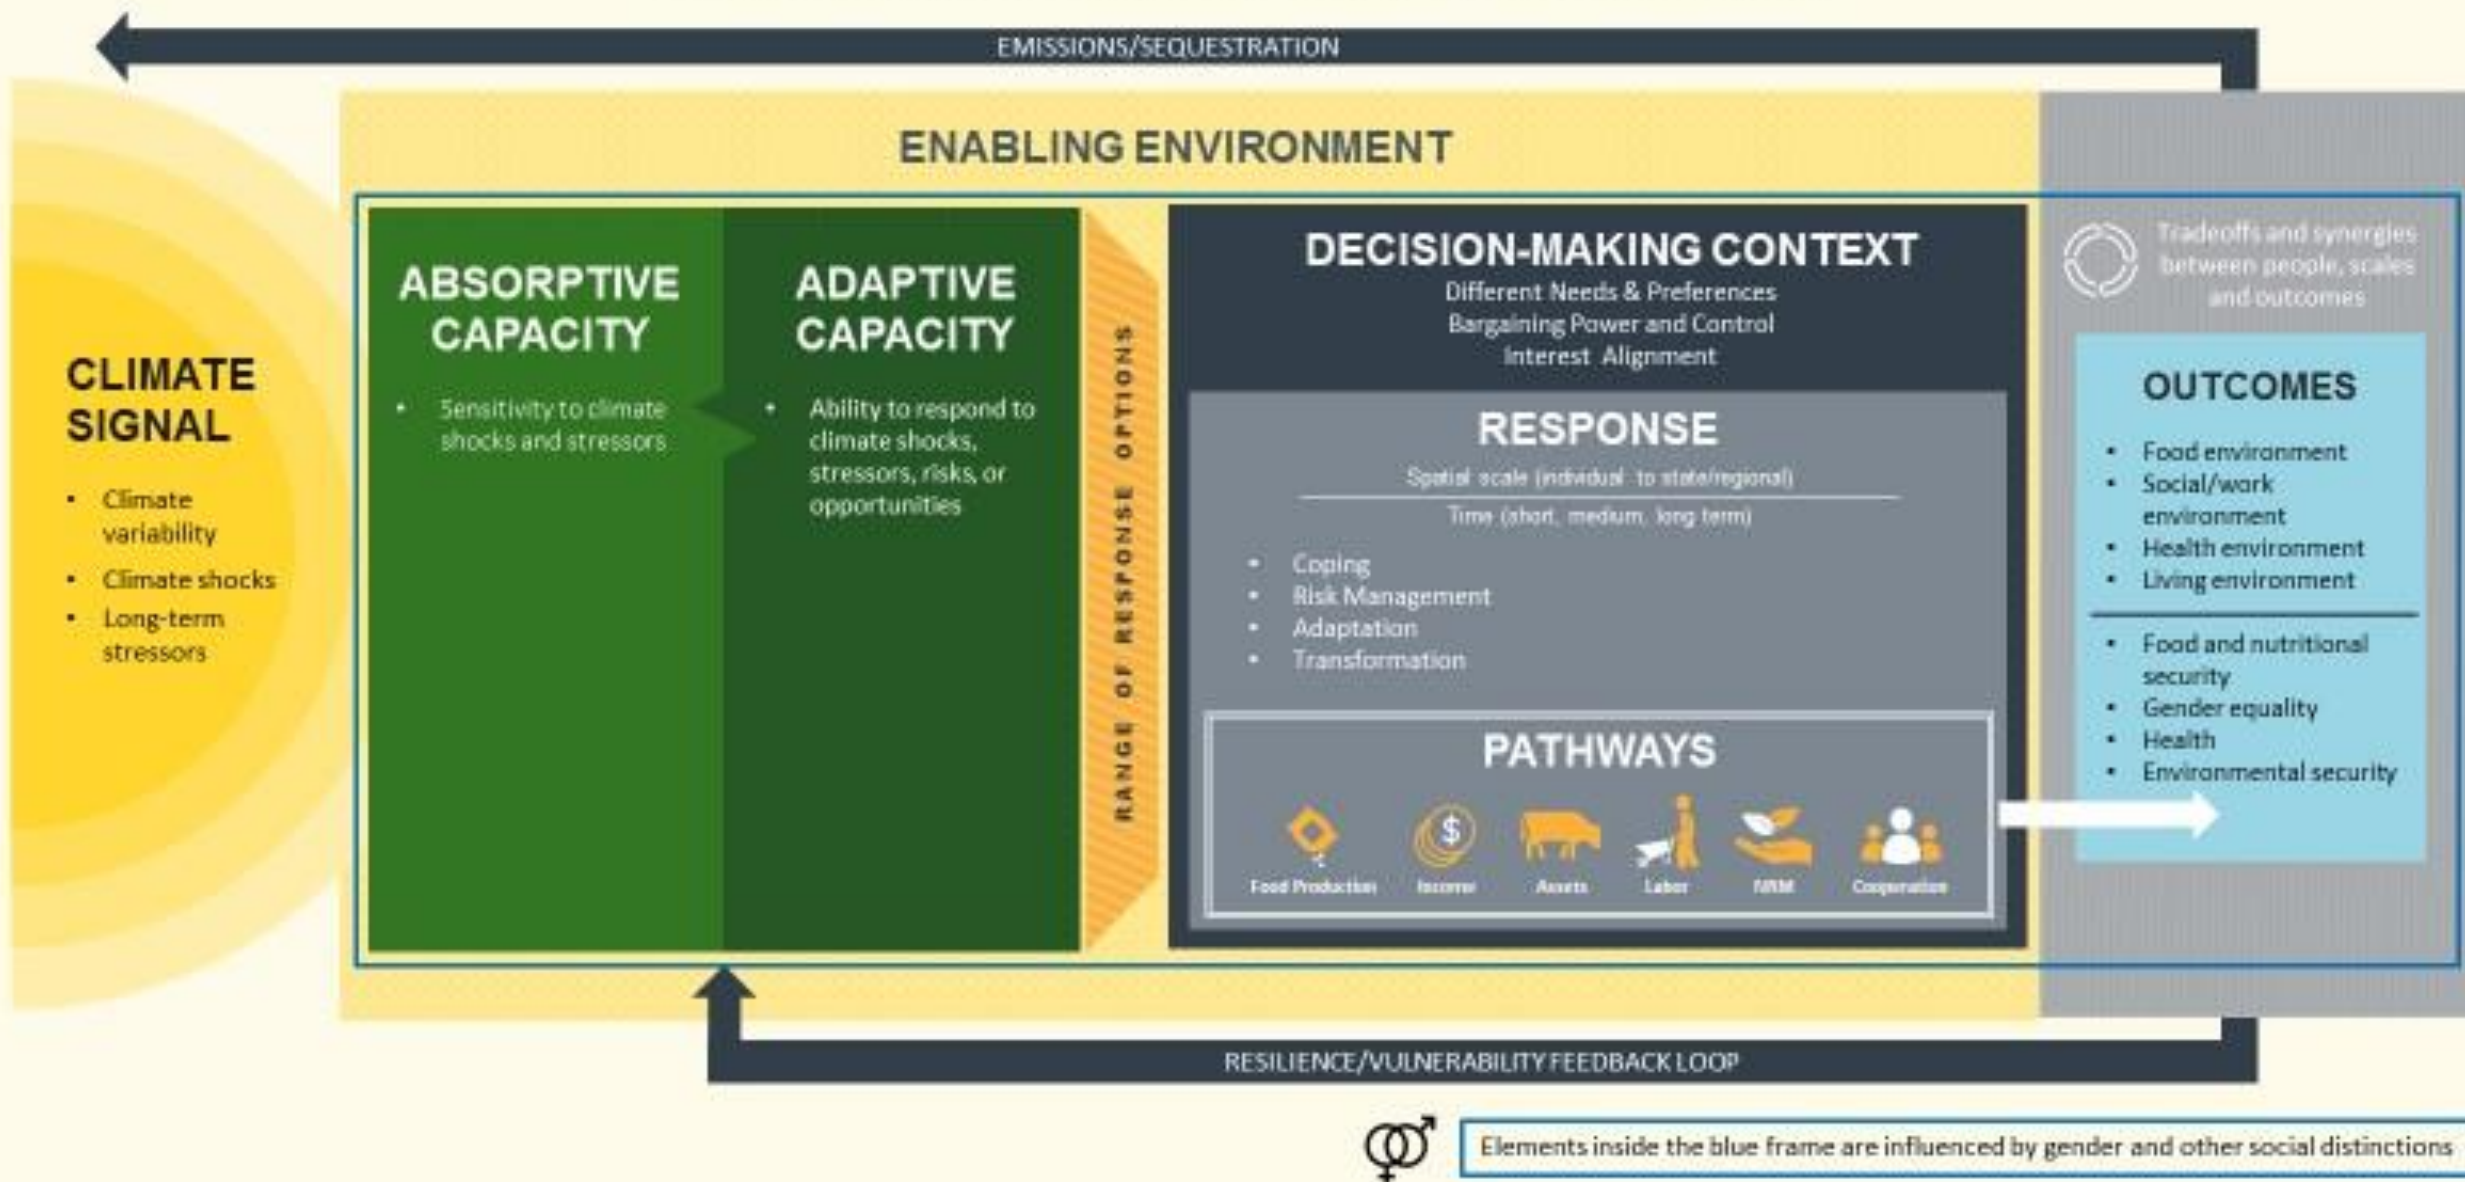 EMISSIONS/SEQUESTRATION
ENABLING ENVIRONMENT
CLIMATE
SIGNAL
• Climate
variability
• Climate shocks
• Long-term
stressors
ABSORPTIVE
CAPACITY
• Sensitivity to climate
shocks and stressors
ADAPTIVE
CAPACITY
• Ability to respond to
climate shocks,
stressors, risks, or
opportunities
RANGE OF RESPONSE OPTIONS
DECISION-MAKING CONTEXT
Different Needs & Preferences
Bargaining Power and Control
Interest Alignment
RESPONSE
Spatial scale (individual to state/regional)
Time (short, medium, long term)
• Coping
• Risk Management
• Adaptation
• Transformation
PATHWAYS
$
Food Production
Income
Assets
Labor
NRM
Cooperation
Tradeoffs and synergies
between people, scales
and outcomes
OUTCOMES
• Food environment
• Social/work
environment
• Health environment
• Living environment
• Food and nutritional
security
• Gender equality
• Health
• Environmental security
RESILIENCE/VULNERABILITY FEEDBACK LOOP
Elements inside the blue frame are influenced by gender and other social distinctions